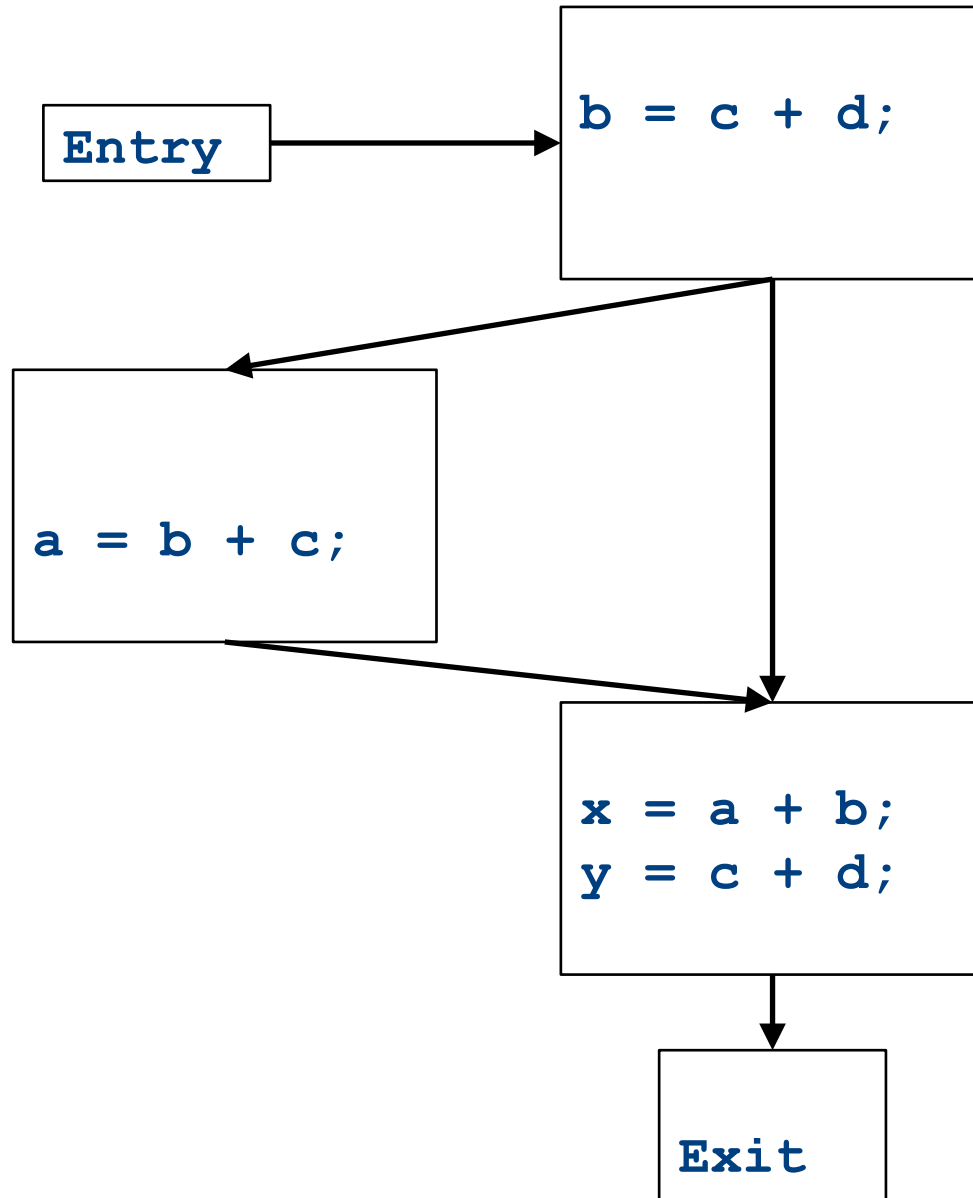 Entry
b = c + d;
a = b + c;
x = a + b;
y = c + d;
Exit